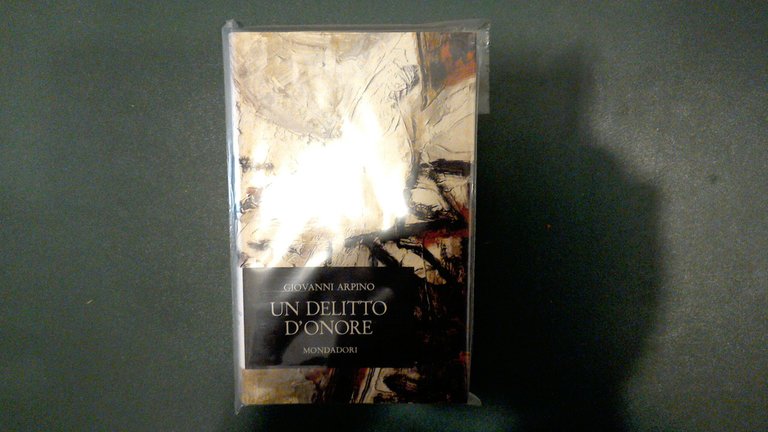 GIOVANNI ARPINO
UN DELITTO
D'ONORE
MONDADORI